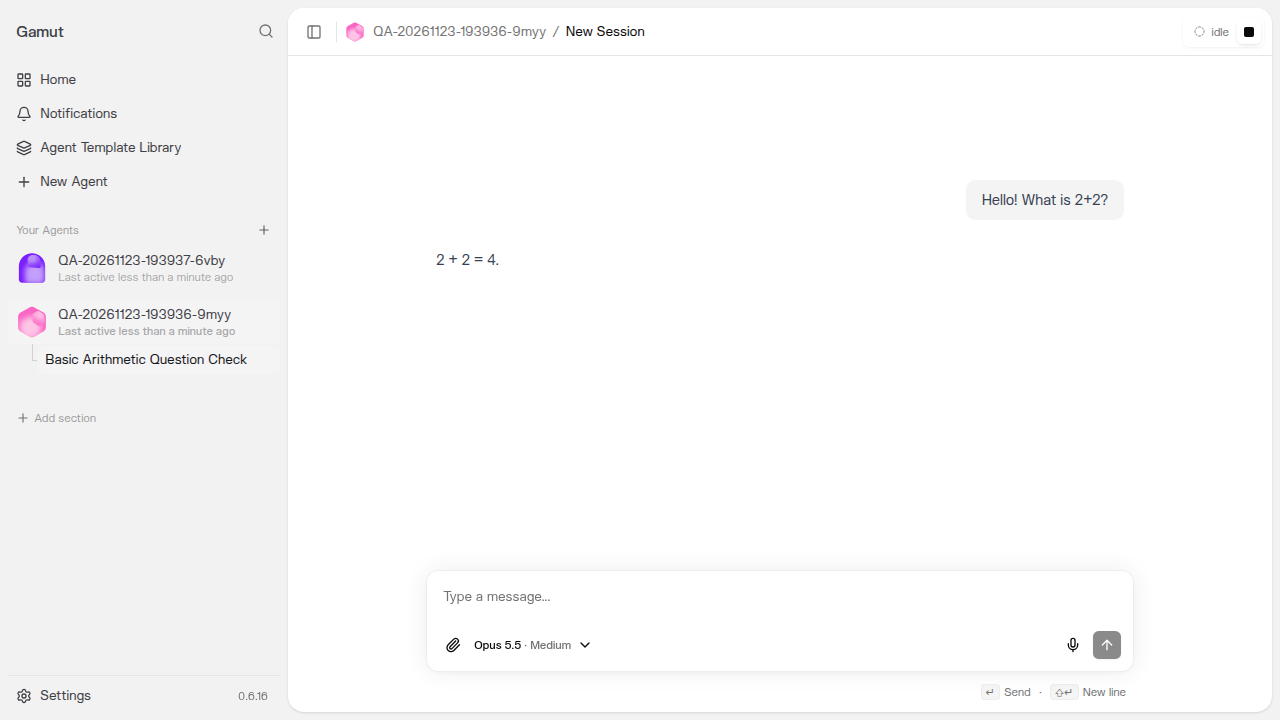 Gamut
Home
Notifications
Agent Template Library
New Agent
Your Agents
QA-20261123-193937-6vby
Last active less than a minute ago
QA-20261123-193936-9myy
Last active less than a minute ago
Basic Arithmetic Question Check
Add section
Settings
0.6.16
QA-20261123-193936-9myy / New Session
idle
Hello! What is 2+2?
2 + 2 = 4.
Type a message...
Opus 5.5 · Medium
Send · New line